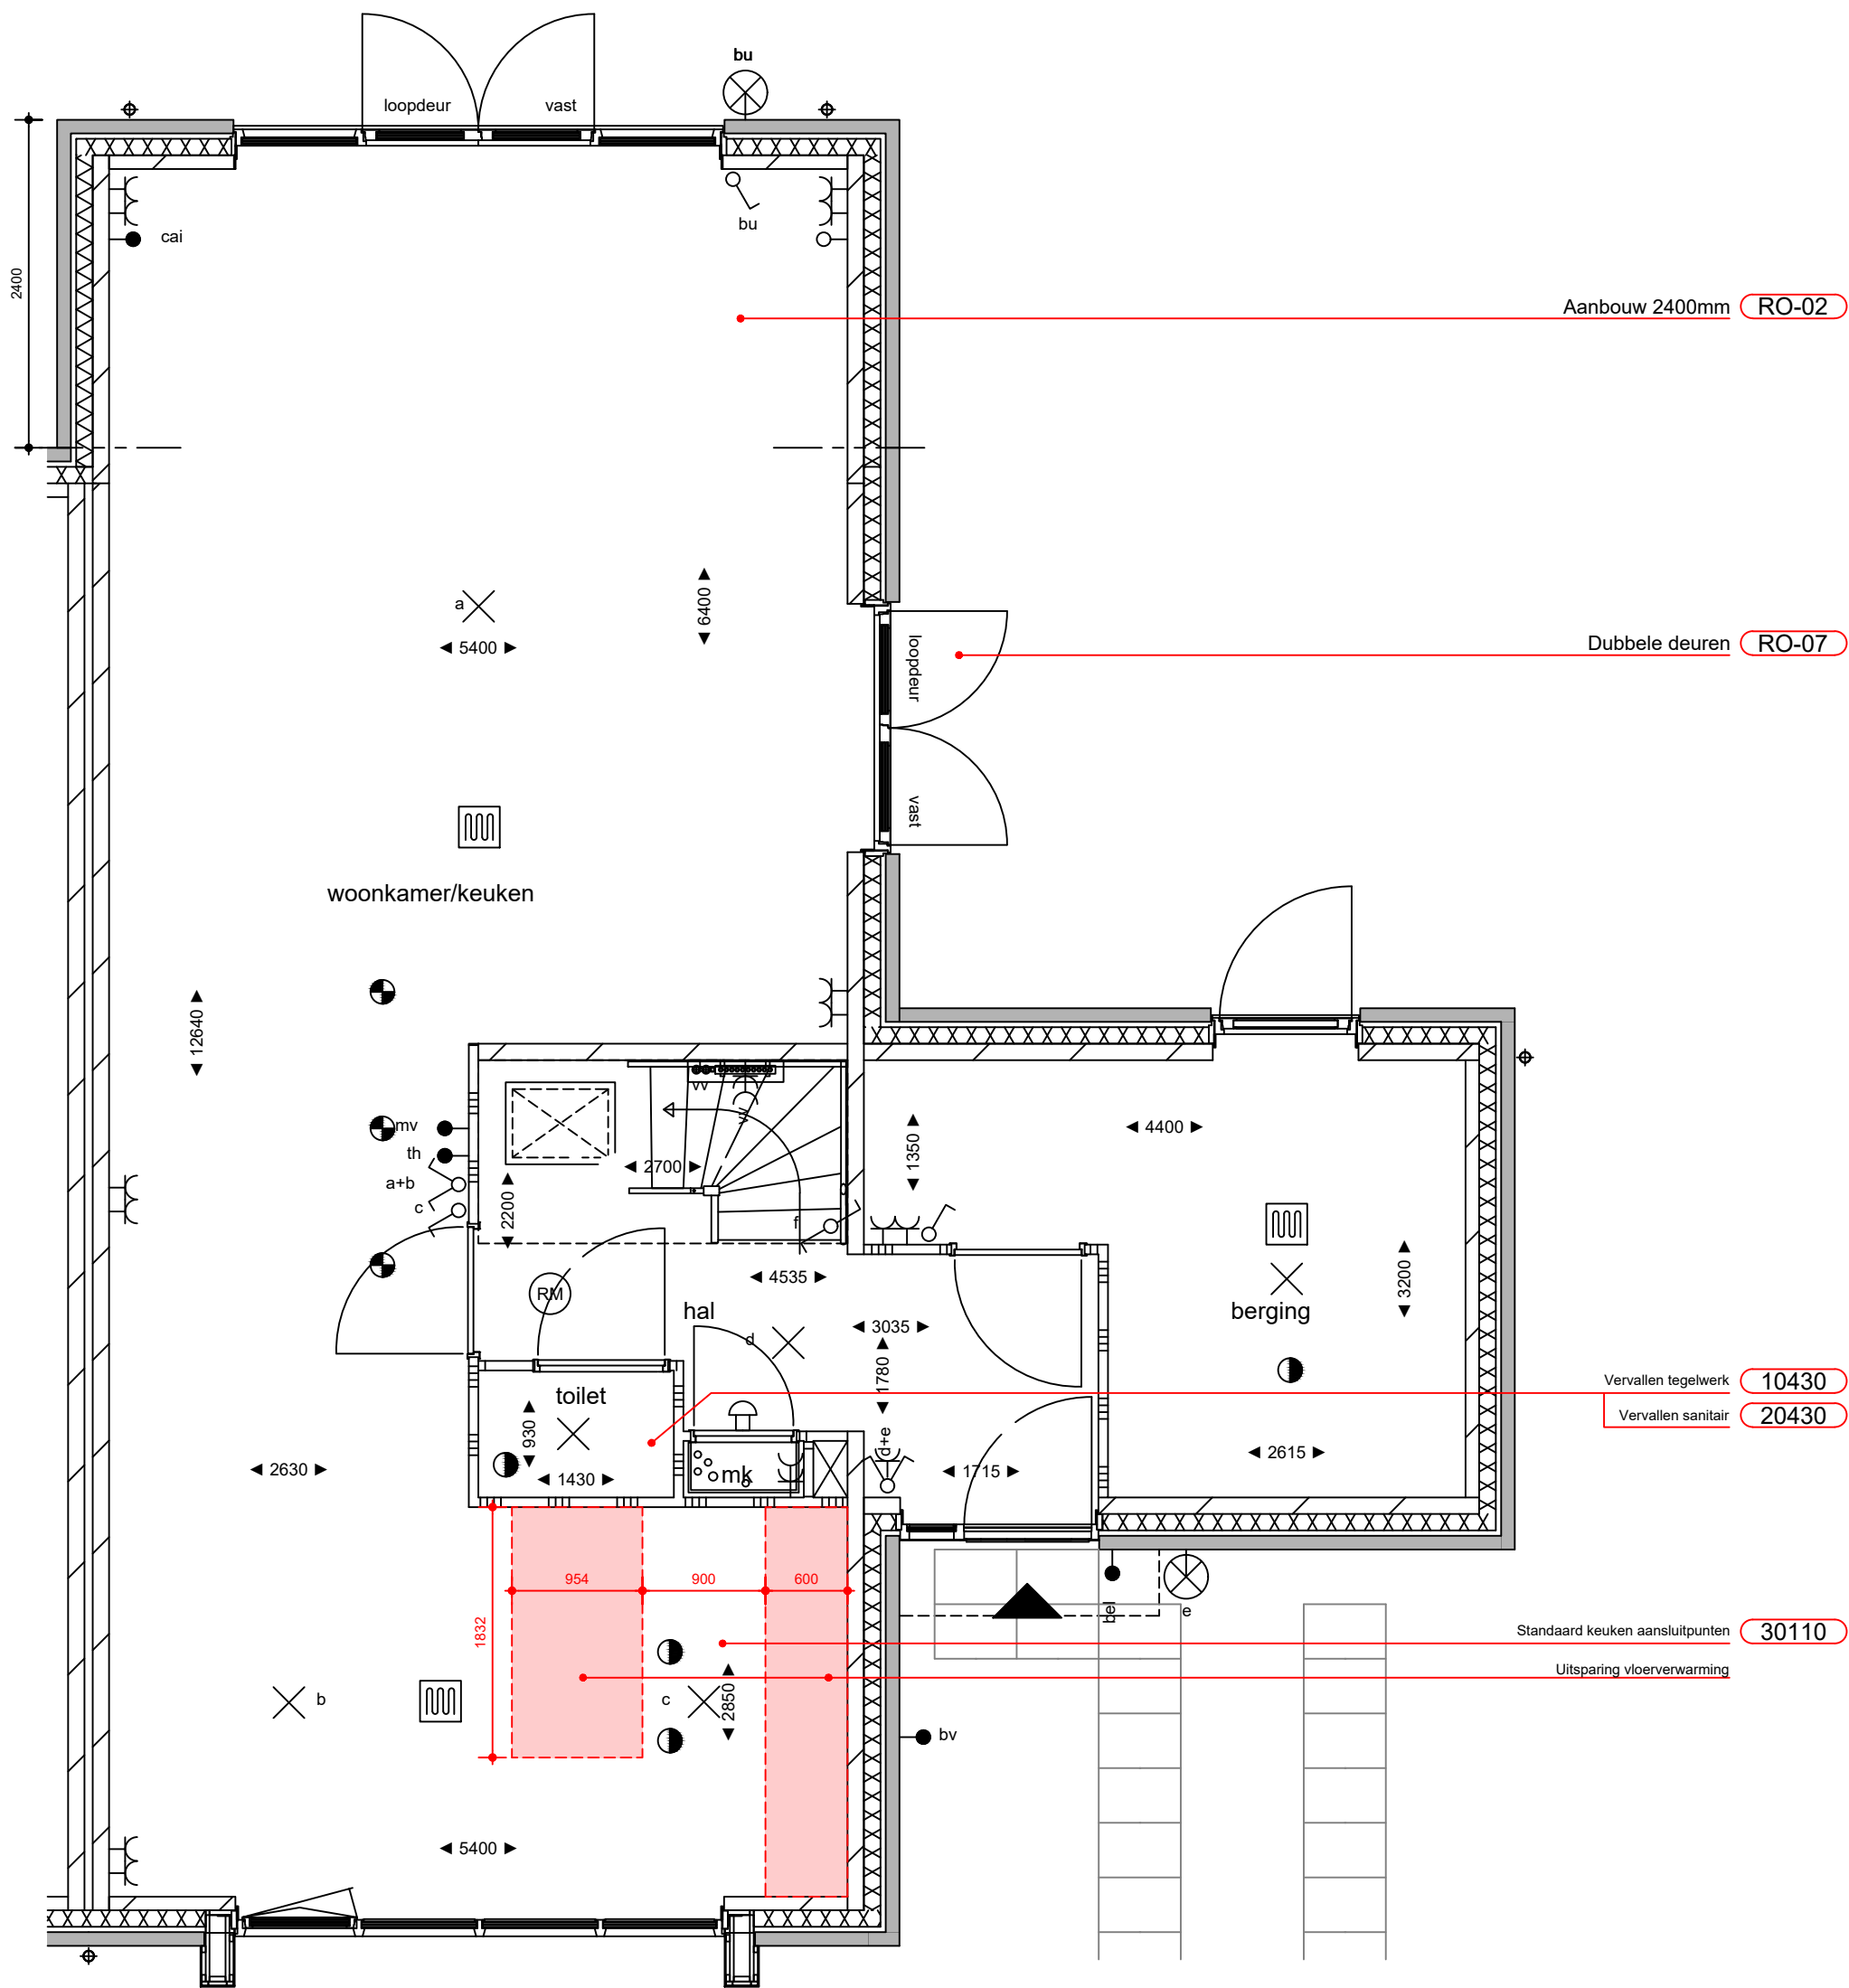 bu
loopdeur
vast
bu
cai
2400
Aanbouw 2400mm
RO-02
a
5400
6400
loopdeur
Dubbele deuren
RO-07
vast
woonkamer/keuken
12640
vv
vv
mv
th
a+b
c
2700
2200
f
1350
4400
4535
RM
hal
d
3035
1780
berging
3200
toilet
930
1430
mk
d+e
1715
2615
2630
Vervallen tegelwerk
10430
Vervallen sanitair
20430
954
900
600
1832
bel
e
Standaard keuken aansluitpunten
30110
Uitsparing vloerverwarming
b
c
2850
bv
5400